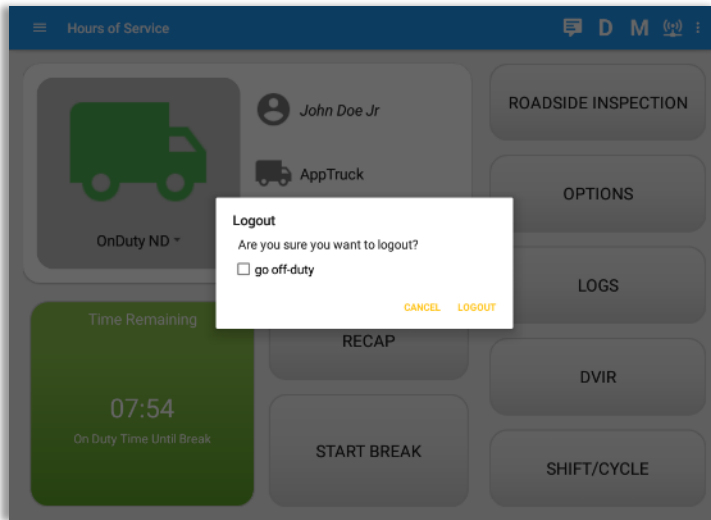 Hours of Service
D M
John Doe Jr
AppTruck
OnDuty ND
Logout
Are you sure you want to logout?
go off-duty
CANCEL LOGOUT
Time Remaining
07:54
On Duty Time Until Break
RECAP
START BREAK
ROADSIDE INSPECTION
OPTIONS
LOGS
DVIR
SHIFT/CYCLE